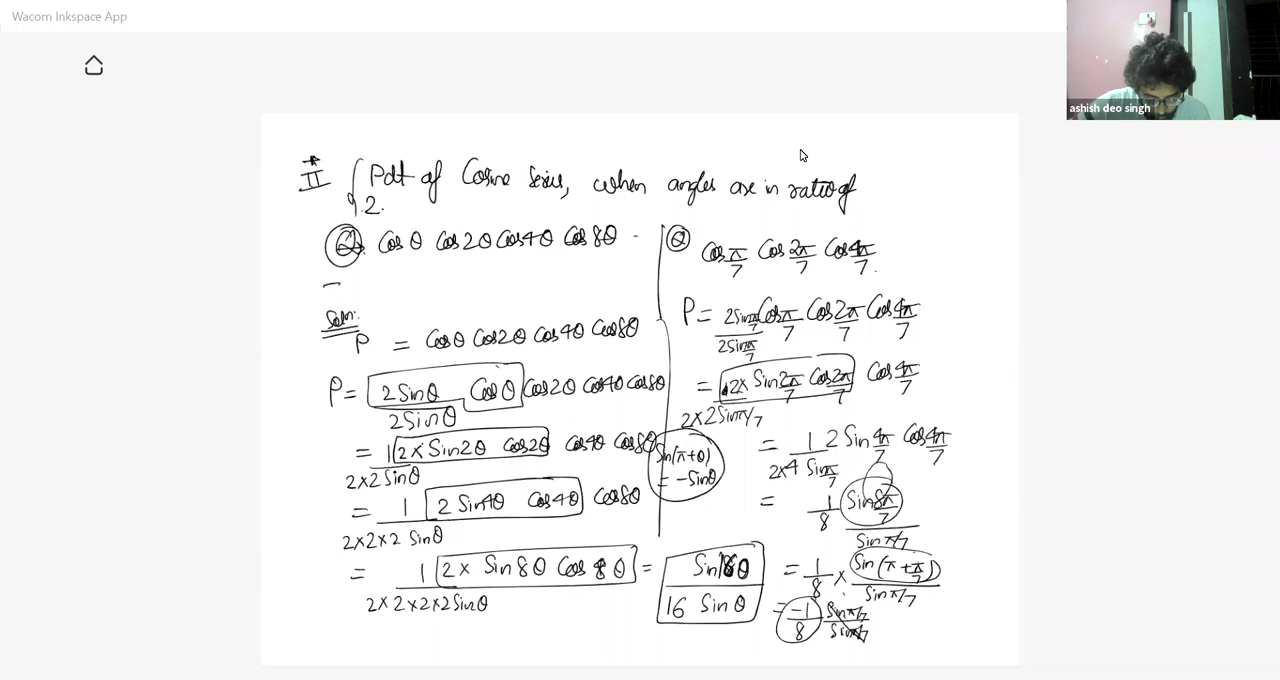 Wacom Inkspace App
ashish deo singh
II Pdt of Cosine Series, when angles are in ratio of
2.
Q. Cos θ Cos 2θ Cos 4θ Cos 8θ
Soln:
P = Cos θ Cos 2θ Cos 4θ Cos 8θ
P = 2 Sin θ Cos θ Cos 2θ Cos 4θ Cos 8θ
2 Sin θ
= 1 2 × Sin 2θ Cos 2θ Cos 4θ Cos 8θ
2 × 2 Sin θ
= 1 2 Sin 4θ Cos 4θ Cos 8θ
2 × 2 × 2 Sin θ
= 1 2 × Sin 8θ Cos 8θ = Sin 16θ
2 × 2 × 2 × 2 Sin θ 16 Sin θ
Q Cos π/7 Cos 2π/7 Cos 4π/7.
P = 2 Sin π/7 Cos π/7 Cos 2π/7 Cos 4π/7
2 Sin π/7
= 2 × Sin 2π/7 Cos 2π/7 Cos 4π/7
2 × 2 Sin π/7
Sin(π+θ)
= −Sin θ
= 1 2 Sin 4π/7 Cos 4π/7
2 × 4 Sin π/7
= 1/8 Sin 8π/7
Sin π/7
= 1/8 × Sin (π + π/7)
Sin π/7
= −1/8 Sin π/7
Sin π/7